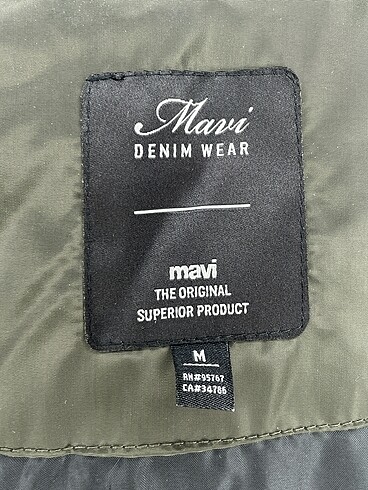 Mavi
DENIM WEAR
mavi
THE ORIGINAL
SUPERIOR PRODUCT
M
RN#95767
CA#34786